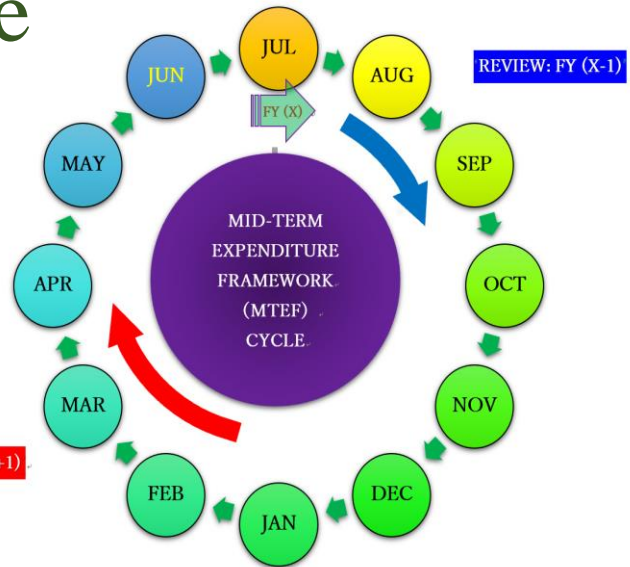 JUL
AUG
SEP
OCT
NOV
DEC
JAN
FEB
MAR
APR
MAY
JUN
FY (X)
REVIEW: FY (X-1)
MID-TERM
EXPENDITURE
FRAMEWORK
(MTEF)
CYCLE
+1)